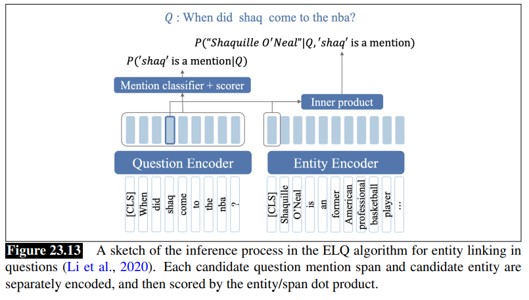 Q : When did shaq come to the nba?
P("Shaquille O'Neal"|Q,'shaq' is a mention)
P('shaq' is a mention|Q)
Mention classifier + scorer
Inner product
Question Encoder
Entity Encoder
[CLS]
When
did
shaq
come
to
the
nba
?
[CLS]
Shaquille
O'Neal
is
an
former
American
professional
basketball
player
...
Figure 23.13 A sketch of the inference process in the ELQ algorithm for entity linking in
questions (Li et al., 2020). Each candidate question mention span and candidate entity are
separately encoded, and then scored by the entity/span dot product.